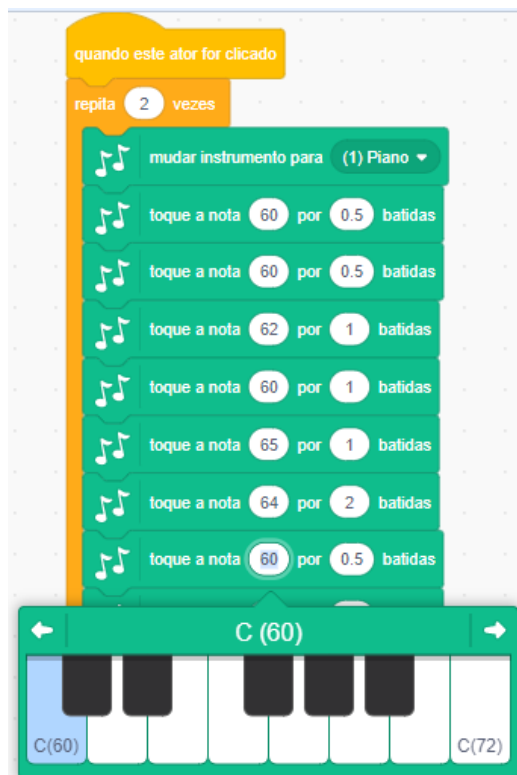 quando este ator for clicado
repita 2 vezes
mudar instrumento para (1) Piano
toque a nota 60 por 0.5 batidas
toque a nota 60 por 0.5 batidas
toque a nota 62 por 1 batidas
toque a nota 60 por 1 batidas
toque a nota 65 por 1 batidas
toque a nota 64 por 2 batidas
toque a nota 60 por 0.5 batidas
C (60)
C(60) C(72)